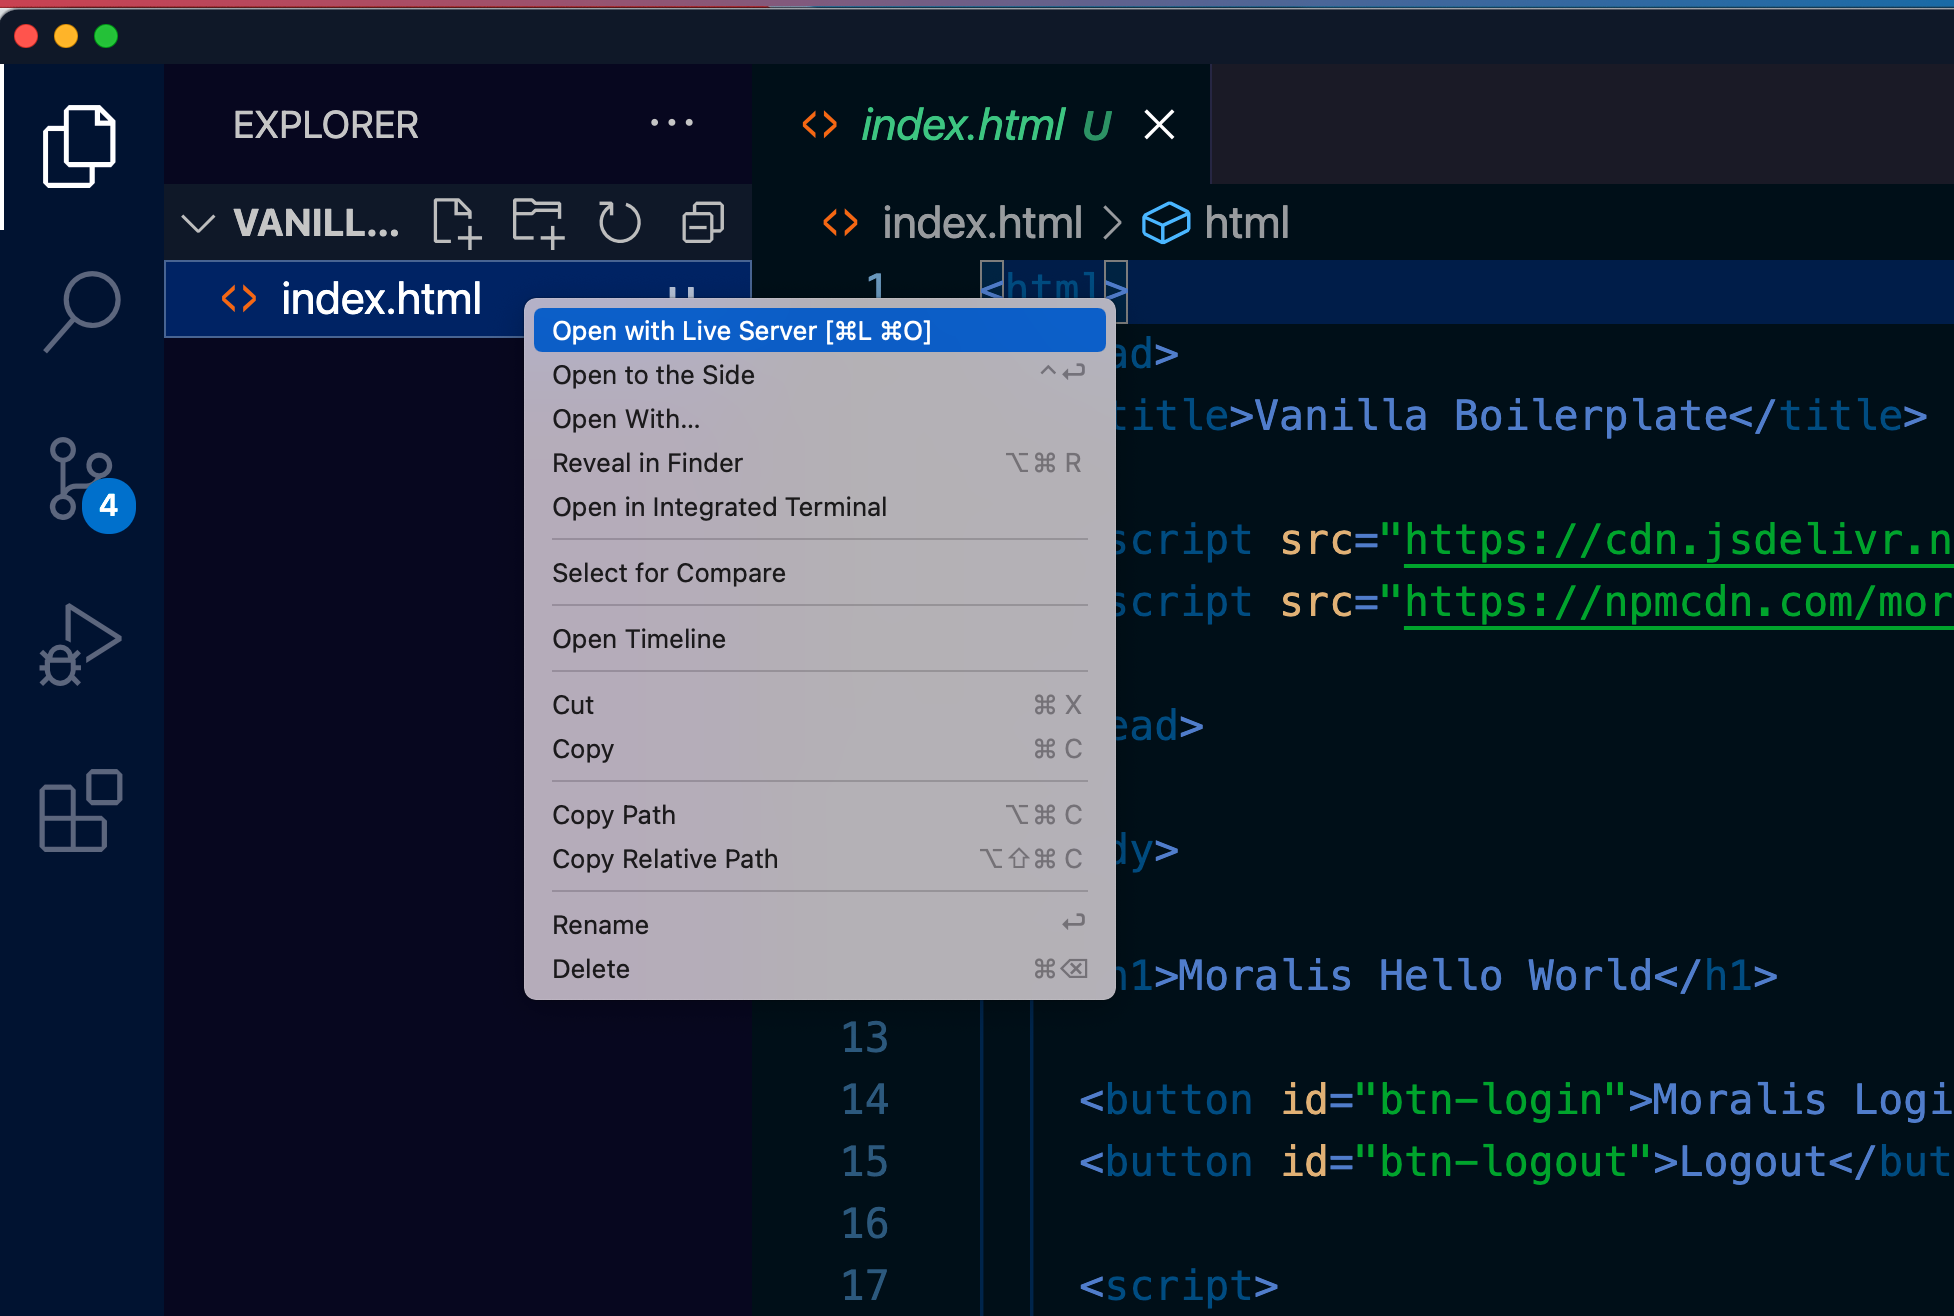 EXPLORER
index.html U
VANILL...
index.html > html
index.html
1 <html>
Open with Live Server [⌘L ⌘O]
Open to the Side ^↩
ad>
Open With...
title>Vanilla Boilerplate</title>
Reveal in Finder ⌥⌘ R
Open in Integrated Terminal
script src="https://cdn.jsdelivr.n
4
Select for Compare
script src="https://npmcdn.com/mor
Open Timeline
Cut ⌘ X
ead>
Copy ⌘ C
Copy Path ⌥⌘ C
Copy Relative Path ⌥⇧⌘ C
dy>
Rename ↩
Delete ⌘⌫
h1>Moralis Hello World</h1>
13
14 <button id="btn-login">Moralis Logi
15 <button id="btn-logout">Logout</but
16
17 <script>